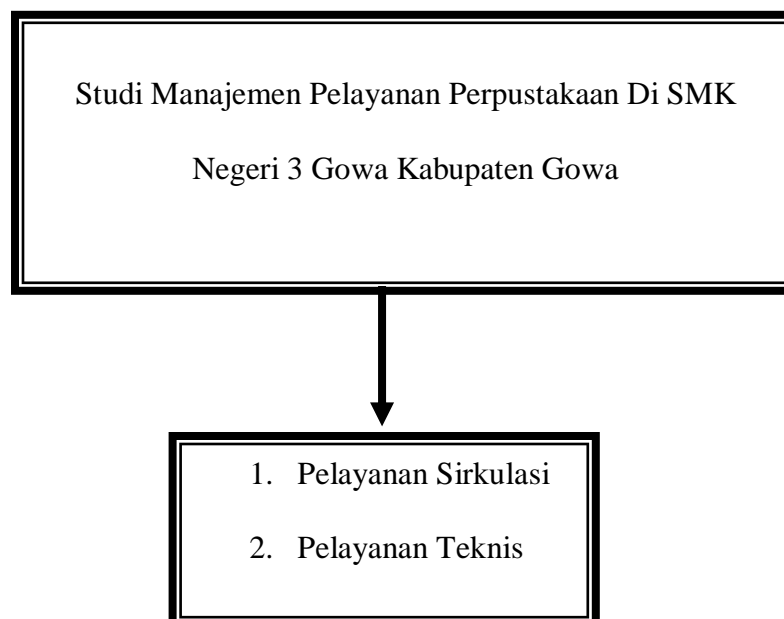 Studi Manajemen Pelayanan Perpustakaan Di SMK
Negeri 3 Gowa Kabupaten Gowa
1. Pelayanan Sirkulasi
2. Pelayanan Teknis